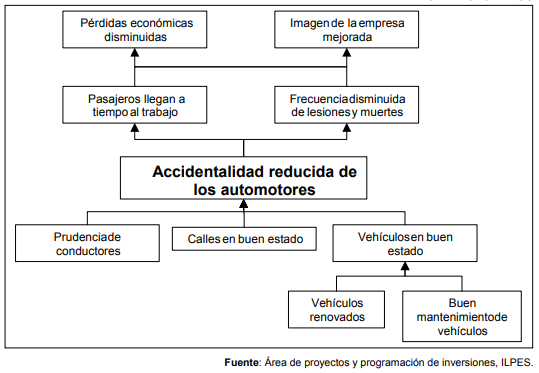 Pérdidas económicas
disminuidas
Imagen de la empresa
mejorada
Pasajeros llegan a
tiempo al trabajo
Frecuencia disminuida
de lesiones y muertes
Accidentalidad reducida de
los automotores
Prudencia de
conductores
Calles en buen estado
Vehículos en buen
estado
Vehículos
renovados
Buen
mantenimiento de
vehículos
Fuente: Área de proyectos y programación de inversiones, ILPES.